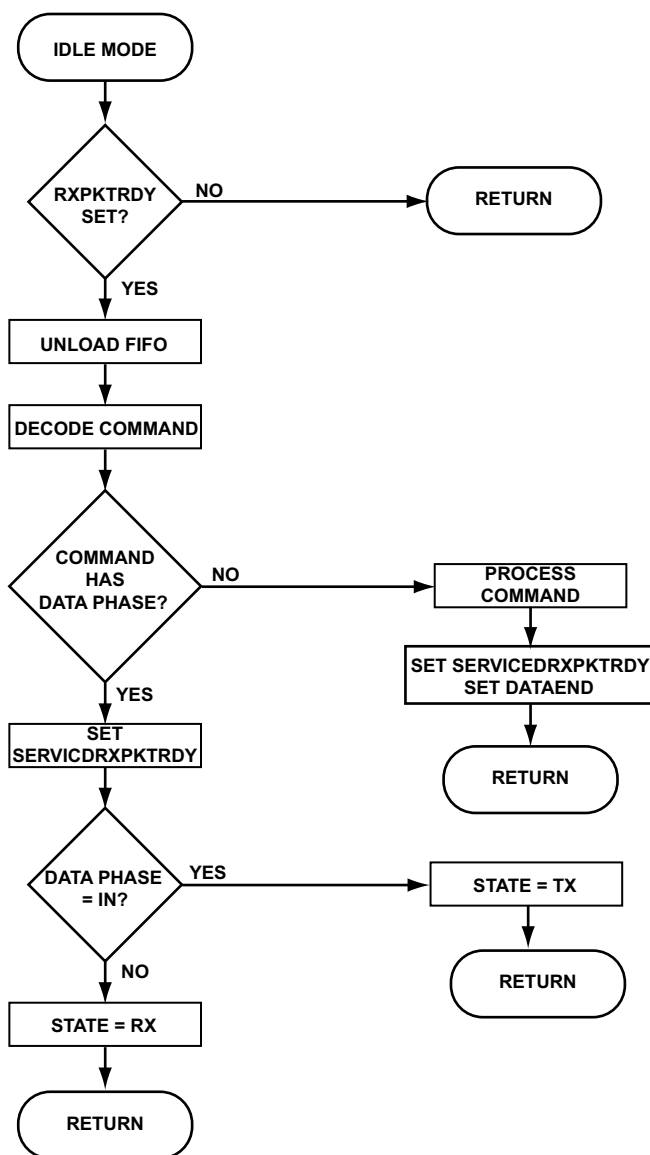 IDLE MODE
RXPKTRDY
SET?
NO
RETURN
YES
UNLOAD FIFO
DECODE COMMAND
COMMAND
HAS
DATA PHASE?
NO
PROCESS
COMMAND
SET SERVICEDRXPKTRDY
SET DATAEND
RETURN
YES
SET
SERVICDRXPKTRDY
DATA PHASE
= IN?
YES
STATE = TX
RETURN
NO
STATE = RX
RETURN